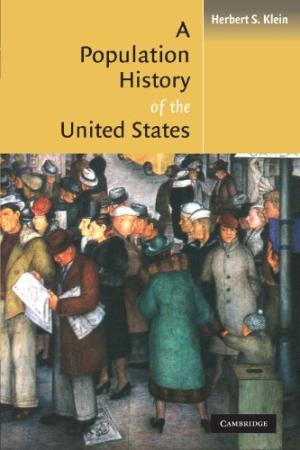 A
Population
History
of the
United States
Herbert S. Klein
CAMBRIDGE